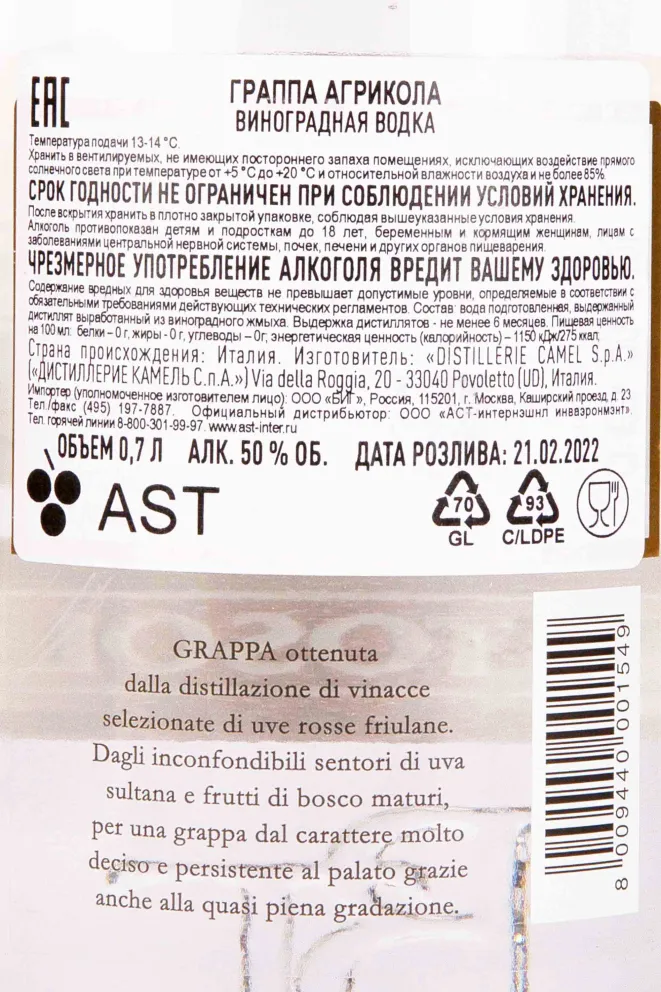 EAC
ГРАППА АГРИКОЛА
ВИНОГРАДНАЯ ВОДКА
Температура подачи 13-14 °С.
Хранить в вентилируемых, не имеющих постороннего запаха помещениях, исключающих воздействие прямого
солнечного света при температуре от +5 °С до +20 °С и относительной влажности воздуха и не более 85%.
СРОК ГОДНОСТИ НЕ ОГРАНИЧЕН ПРИ СОБЛЮДЕНИИ УСЛОВИЙ ХРАНЕНИЯ.
После вскрытия хранить в плотно закрытой упаковке, соблюдая вышеуказанные условия хранения.
Алкоголь противопоказан детям и подросткам до 18 лет, беременным и кормящим женщинам, лицам с
заболеваниями центральной нервной системы, почек, печени и других органов пищеварения.
ЧРЕЗМЕРНОЕ УПОТРЕБЛЕНИЕ АЛКОГОЛЯ ВРЕДИТ ВАШЕМУ ЗДОРОВЬЮ.
Содержание вредных для здоровья веществ не превышает допустимые уровни, определяемые в соответствии с
обязательными требованиями действующих технических регламентов. Состав: вода подготовленная, выдержанный
дистиллят выработанный из виноградного жмыха. Выдержка дистиллятов - не менее 6 месяцев. Пищевая ценность
на 100 мл: белки – 0 г, жиры - 0 г, углеводы – 0г, энергетическая ценность (калорийность) – 1150 кДж/275 ккал;
Страна происхождения: Италия. Изготовитель: «DISTILLERIE CAMEL S.p.A.»
(«ДИСТИЛЛЕРИЕ КАМЕЛЬ С.п.А.») Via della Roggia, 20 - 33040 Povoletto (UD), Италия.
Импортер (уполномоченное изготовителем лицо): ООО «БИГ», Россия, 115201, г. Москва, Каширский проезд, д. 23
Тел./факс (495) 197-7887. Официальный дистрибьютор: ООО «АСТ-интернэшнл инваэронмэнт».
Тел. горячей линии 8-800-301-99-97. www.ast-inter.ru
ОБЪЕМ 0,7 Л АЛК. 50 % ОБ. ДАТА РОЗЛИВА: 21.02.2022
AST
70
GL
93
C/LDPE
GRAPPA ottenuta
dalla distillazione di vinacce
selezionate di uve rosse friulane.
Dagli inconfondibili sentori di uva
sultana e frutti di bosco maturi,
per una grappa dal carattere molto
deciso e persistente al palato grazie
anche alla quasi piena gradazione.
8 009440 001549